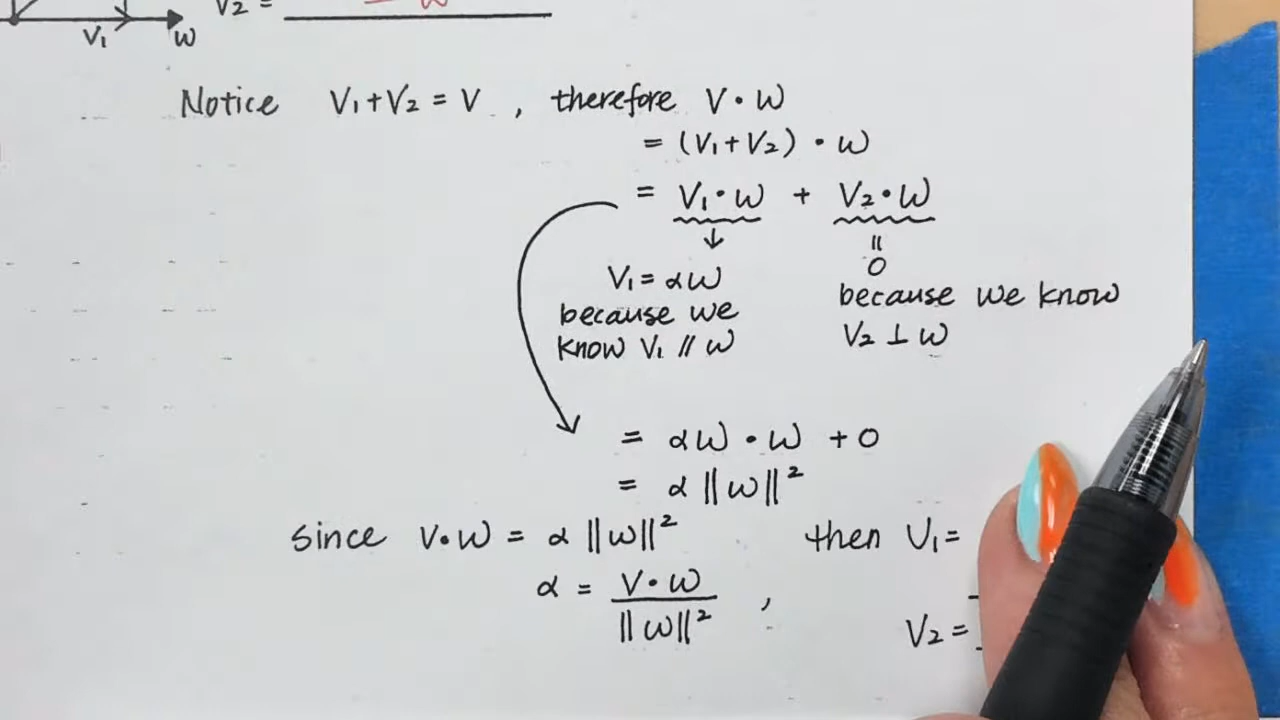 V₁ W V₂ = W
Notice V₁+V₂ = V , therefore V • W
= (V₁+V₂) • W
= V₁•W + V₂•W
↓ ॥
V₁ = αW 0
because we because we know
know V₁ // W V₂ ⊥ W
= αW • W + 0
= α ||W||²
Since V•W = α ||W||² then V₁=
α = V•W / ||W||² , V₂=